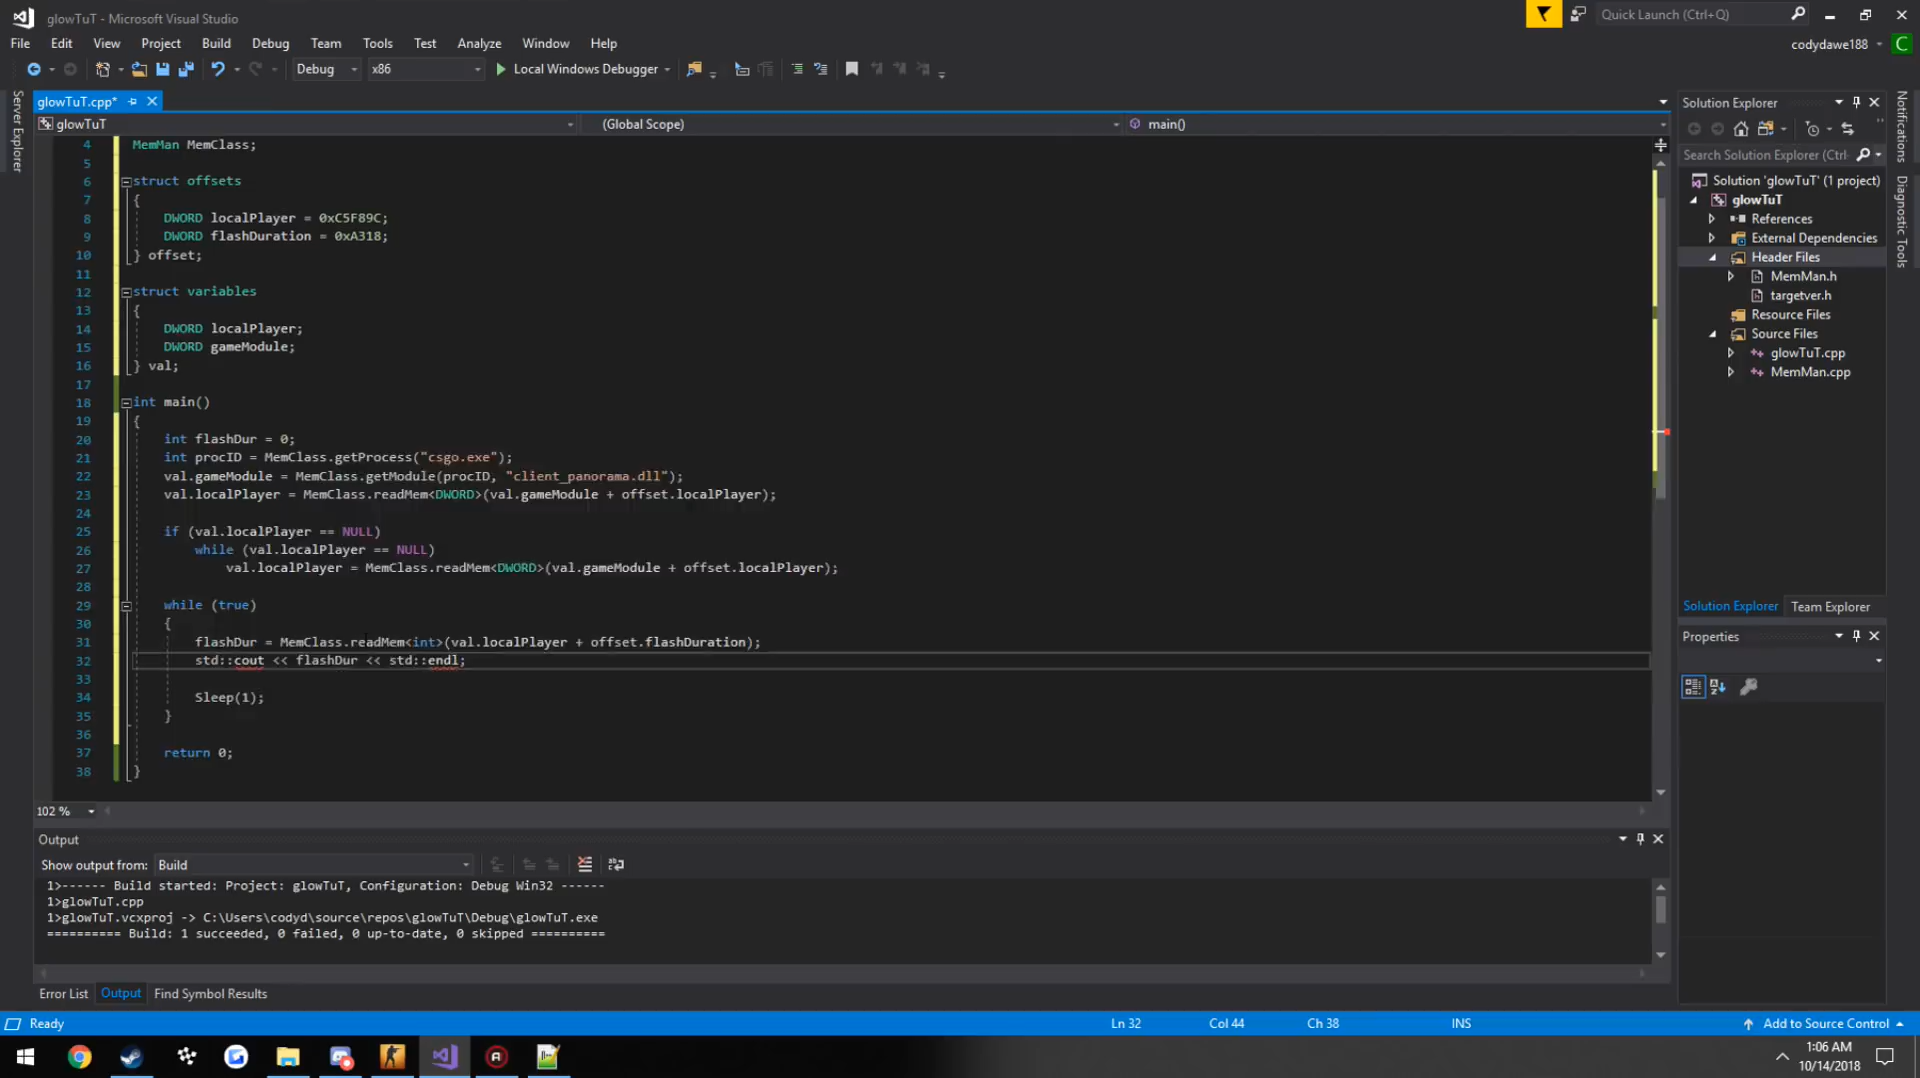 glowTuT - Microsoft Visual Studio
Quick Launch (Ctrl+Q)
File Edit View Project Build Debug Team Tools Test Analyze Window Help
codydawe188 C
Debug x86 Local Windows Debugger
Server Explorer
glowTuT.cpp*
glowTuT (Global Scope) main()
4 MemMan MemClass;
5
6 struct offsets
7 {
8 DWORD localPlayer = 0xC5F89C;
9 DWORD flashDuration = 0xA318;
10 } offset;
11
12 struct variables
13 {
14 DWORD localPlayer;
15 DWORD gameModule;
16 } val;
17
18 int main()
19 {
20 int flashDur = 0;
21 int procID = MemClass.getProcess("csgo.exe");
22 val.gameModule = MemClass.getModule(procID, "client_panorama.dll");
23 val.localPlayer = MemClass.readMem<DWORD>(val.gameModule + offset.localPlayer);
24
25 if (val.localPlayer == NULL)
26 while (val.localPlayer == NULL)
27 val.localPlayer = MemClass.readMem<DWORD>(val.gameModule + offset.localPlayer);
28
29 while (true)
30 {
31 flashDur = MemClass.readMem<int>(val.localPlayer + offset.flashDuration);
32 std::cout << flashDur << std::endl;
33
34 Sleep(1);
35 }
36
37 return 0;
38 }
102 %
Output
Show output from: Build
1>------ Build started: Project: glowTuT, Configuration: Debug Win32 ------
1>glowTuT.cpp
1>glowTuT.vcxproj -> C:\Users\codyd\source\repos\glowTuT\Debug\glowTuT.exe
========== Build: 1 succeeded, 0 failed, 0 up-to-date, 0 skipped ==========
Error List Output Find Symbol Results
Solution Explorer
Search Solution Explorer (Ctrl
Solution 'glowTuT' (1 project)
glowTuT
References
External Dependencies
Header Files
MemMan.h
targetver.h
Resource Files
Source Files
glowTuT.cpp
MemMan.cpp
Solution Explorer Team Explorer
Properties
Notifications
Diagnostic Tools
Ready Ln 32 Col 44 Ch 38 INS Add to Source Control
1:06 AM
10/14/2018